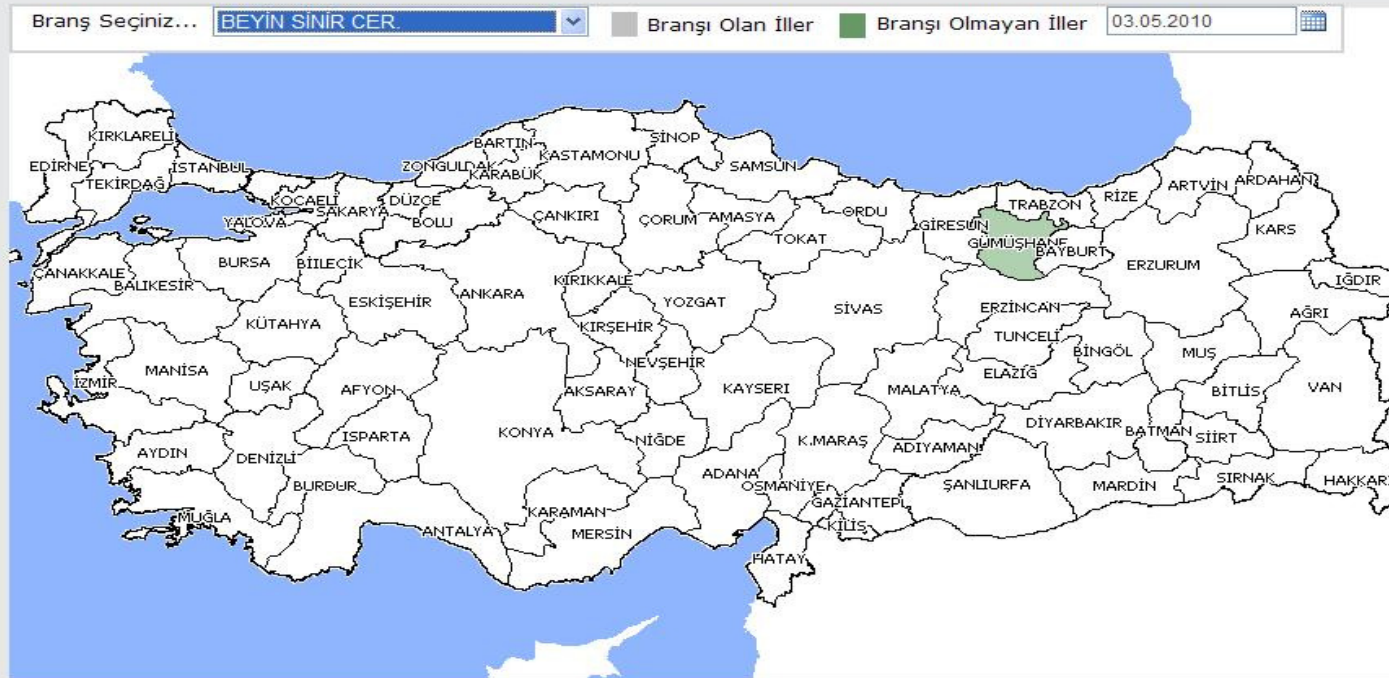 Branş Seçiniz... BEYİN SİNİR CER. Branşı Olan İller Branşı Olmayan İller 03.05.2010
KIRKLARELİ
EDİRNE
TEKİRDAĞ
İSTANBUL
KOCAELİ
YALOVA
SAKARYA
DÜZCE
BOLU
ZONGULDAK
BARTIN
KARABÜK
KASTAMONU
SİNOP
SAMSUN
ÇANKIRI
ÇORUM
AMASYA
TOKAT
ORDU
GİRESUN
TRABZON
GÜMÜŞHANE
BAYBURT
RİZE
ARTVİN
ARDAHAN
KARS
ERZURUM
IĞDIR
AĞRI
ÇANAKKALE
BALIKESİR
BURSA
BİİLECİK
ESKİŞEHİR
ANKARA
KIRIKKALE
YOZGAT
SİVAS
ERZİNCAN
TUNCELİ
BİNGÖL
MUŞ
KÜTAHYA
KIRŞEHİR
NEVŞEHİR
KAYSERI
MALATYA
ELAZIĞ
BİTLİS
VAN
İZMİR
MANİSA
UŞAK
AFYON
AKSARAY
KONYA
NİĞDE
K.MARAŞ
ADIYAMAN
DİYARBAKIR
BATMAN
SİİRT
AYDIN
DENİZLİ
ISPARTA
BURDUR
ADANA
OSMANİYE
GAZİANTEP
ŞANLIURFA
MARDİN
ŞIRNAK
HAKKARİ
MUĞLA
ANTALYA
KARAMAN
MERSİN
KİLİS
HATAY